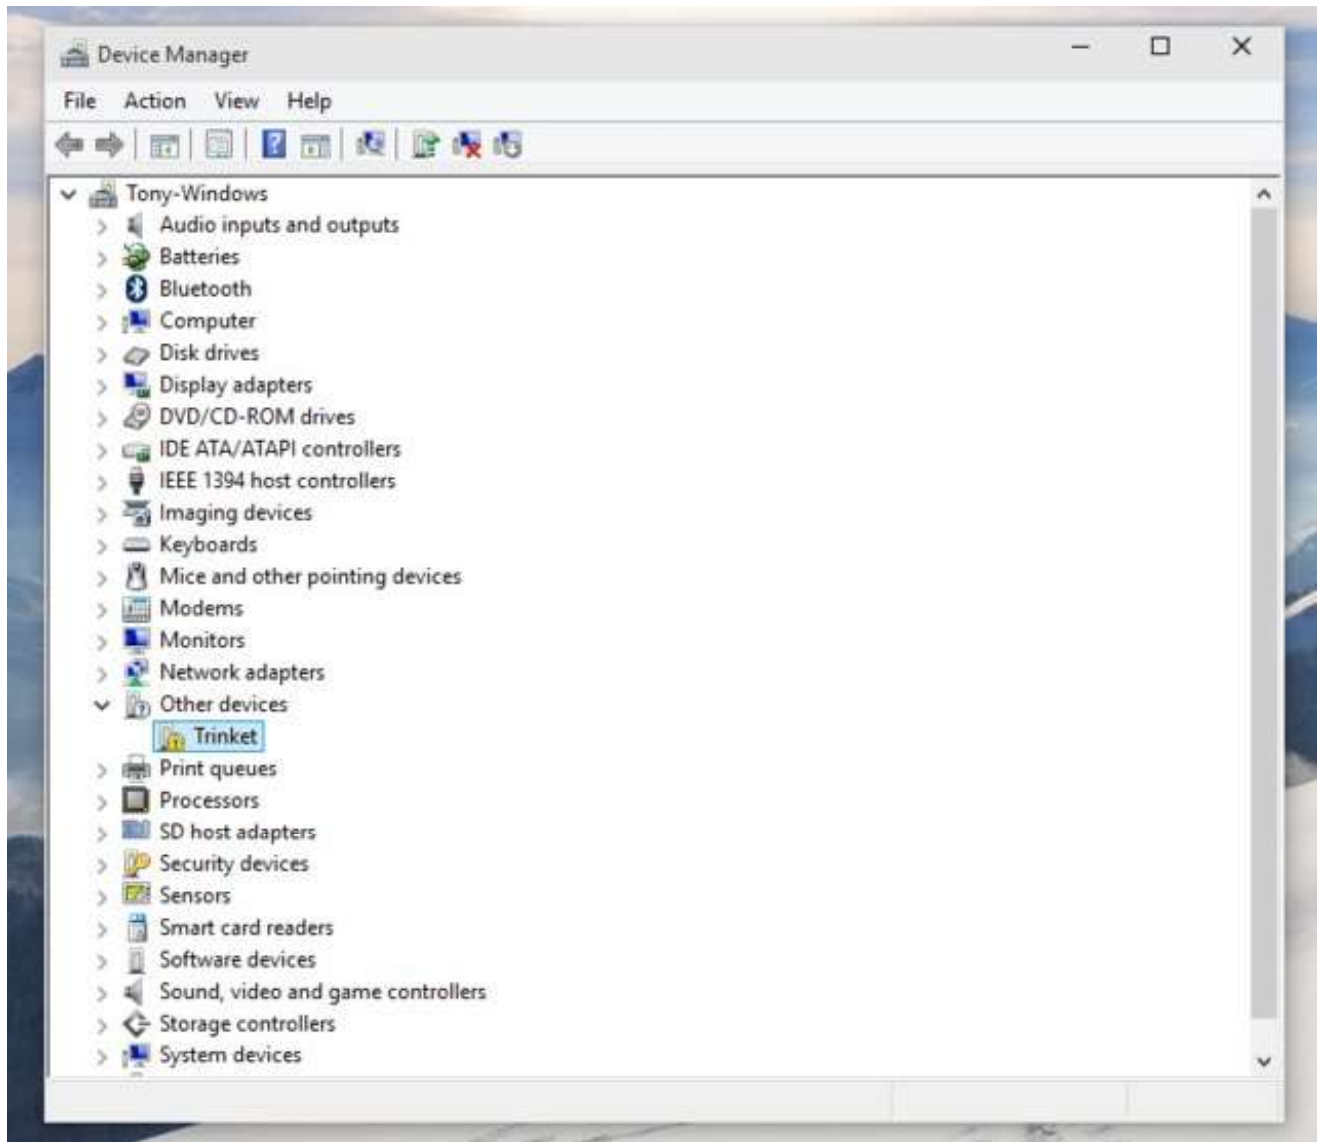 Device Manager
File Action View Help
Tony-Windows
Audio inputs and outputs
Batteries
Bluetooth
Computer
Disk drives
Display adapters
DVD/CD-ROM drives
IDE ATA/ATAPI controllers
IEEE 1394 host controllers
Imaging devices
Keyboards
Mice and other pointing devices
Modems
Monitors
Network adapters
Other devices
Trinket
Print queues
Processors
SD host adapters
Security devices
Sensors
Smart card readers
Software devices
Sound, video and game controllers
Storage controllers
System devices